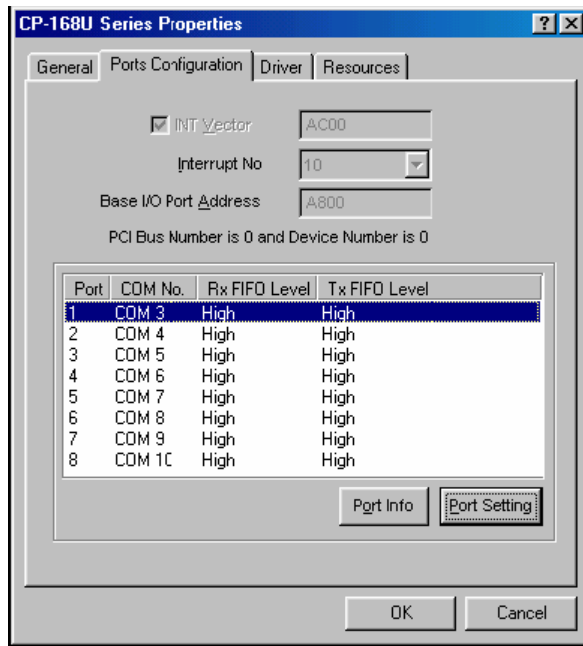 CP-168U Series Properties
General Ports Configuration Driver Resources
INT Vector AC00
Interrupt No 10
Base I/O Port Address A800
PCI Bus Number is 0 and Device Number is 0
Port COM No. Rx FIFO Level Tx FIFO Level
1 COM 3 High High
2 COM 4 High High
3 COM 5 High High
4 COM 6 High High
5 COM 7 High High
6 COM 8 High High
7 COM 9 High High
8 COM 10 High High
Port Info Port Setting
OK Cancel